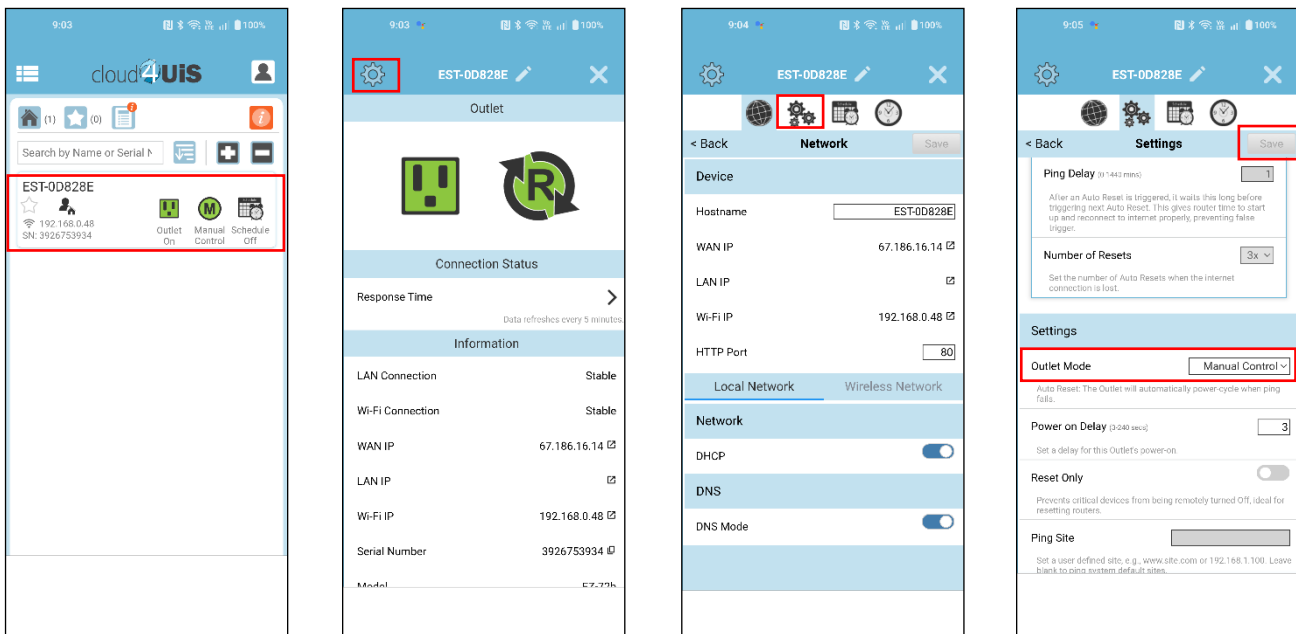 9:03
100%
cloud4UiS
(1)
(0)
Search by Name or Serial N
EST-0D828E
192.168.0.48
SN: 3926753934
Outlet
On
M
Manual
Control
Schedule
Off
9:03
100%
EST-0D828E
Outlet
R
Connection Status
Response Time
Data refreshes every 5 minutes.
Information
LAN Connection Stable
Wi-Fi Connection Stable
WAN IP 67.186.16.14
LAN IP
Wi-Fi IP 192.168.0.48
Serial Number 3926753934
Model EZ-72b
9:04
100%
EST-0D828E
< Back Network Save
Device
Hostname EST-0D828E
WAN IP 67.186.16.14
LAN IP
Wi-Fi IP 192.168.0.48
HTTP Port 80
Local Network Wireless Network
Network
DHCP
DNS
DNS Mode
9:05
100%
EST-0D828E
< Back Settings Save
Ping Delay (0-1443 mins) 1
After an Auto Reset is triggered, it waits this long before
triggering next Auto Reset. This gives router time to start
up and reconnect to internet properly, preventing false
trigger.
Number of Resets 3x
Set the number of Auto Resets when the internet
connection is lost.
Settings
Outlet Mode Manual Control
Auto Reset: The Outlet will automatically power-cycle when ping
fails.
Power on Delay (3-240 secs) 3
Set a delay for this Outlet's power-on.
Reset Only
Prevents critical devices from being remotely turned Off, ideal for
resetting routers.
Ping Site
Set a user defined site, e.g., www.site.com or 192.168.1.100. Leave
blank to ping system default sites.